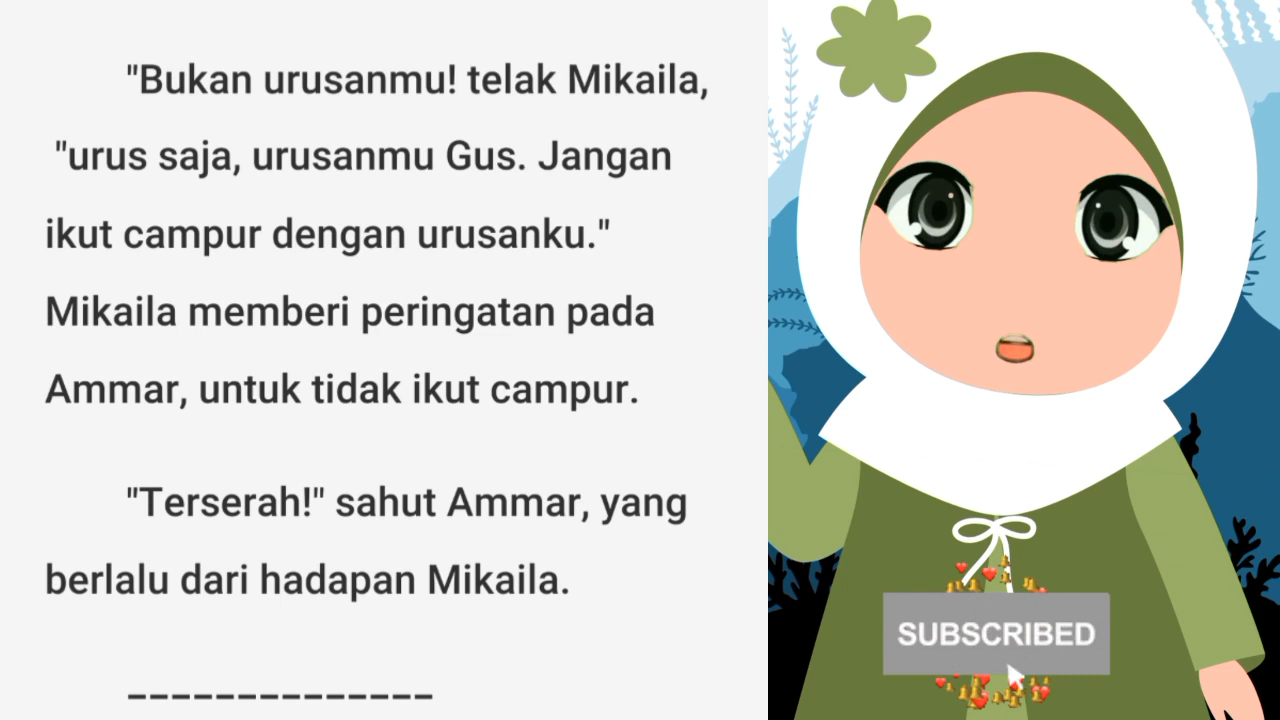 "Bukan urusanmu! telak Mikaila,
"urus saja, urusanmu Gus. Jangan
ikut campur dengan urusanku."
Mikaila memberi peringatan pada
Ammar, untuk tidak ikut campur.
"Terserah!" sahut Ammar, yang
berlalu dari hadapan Mikaila.
--------------
SUBSCRIBED